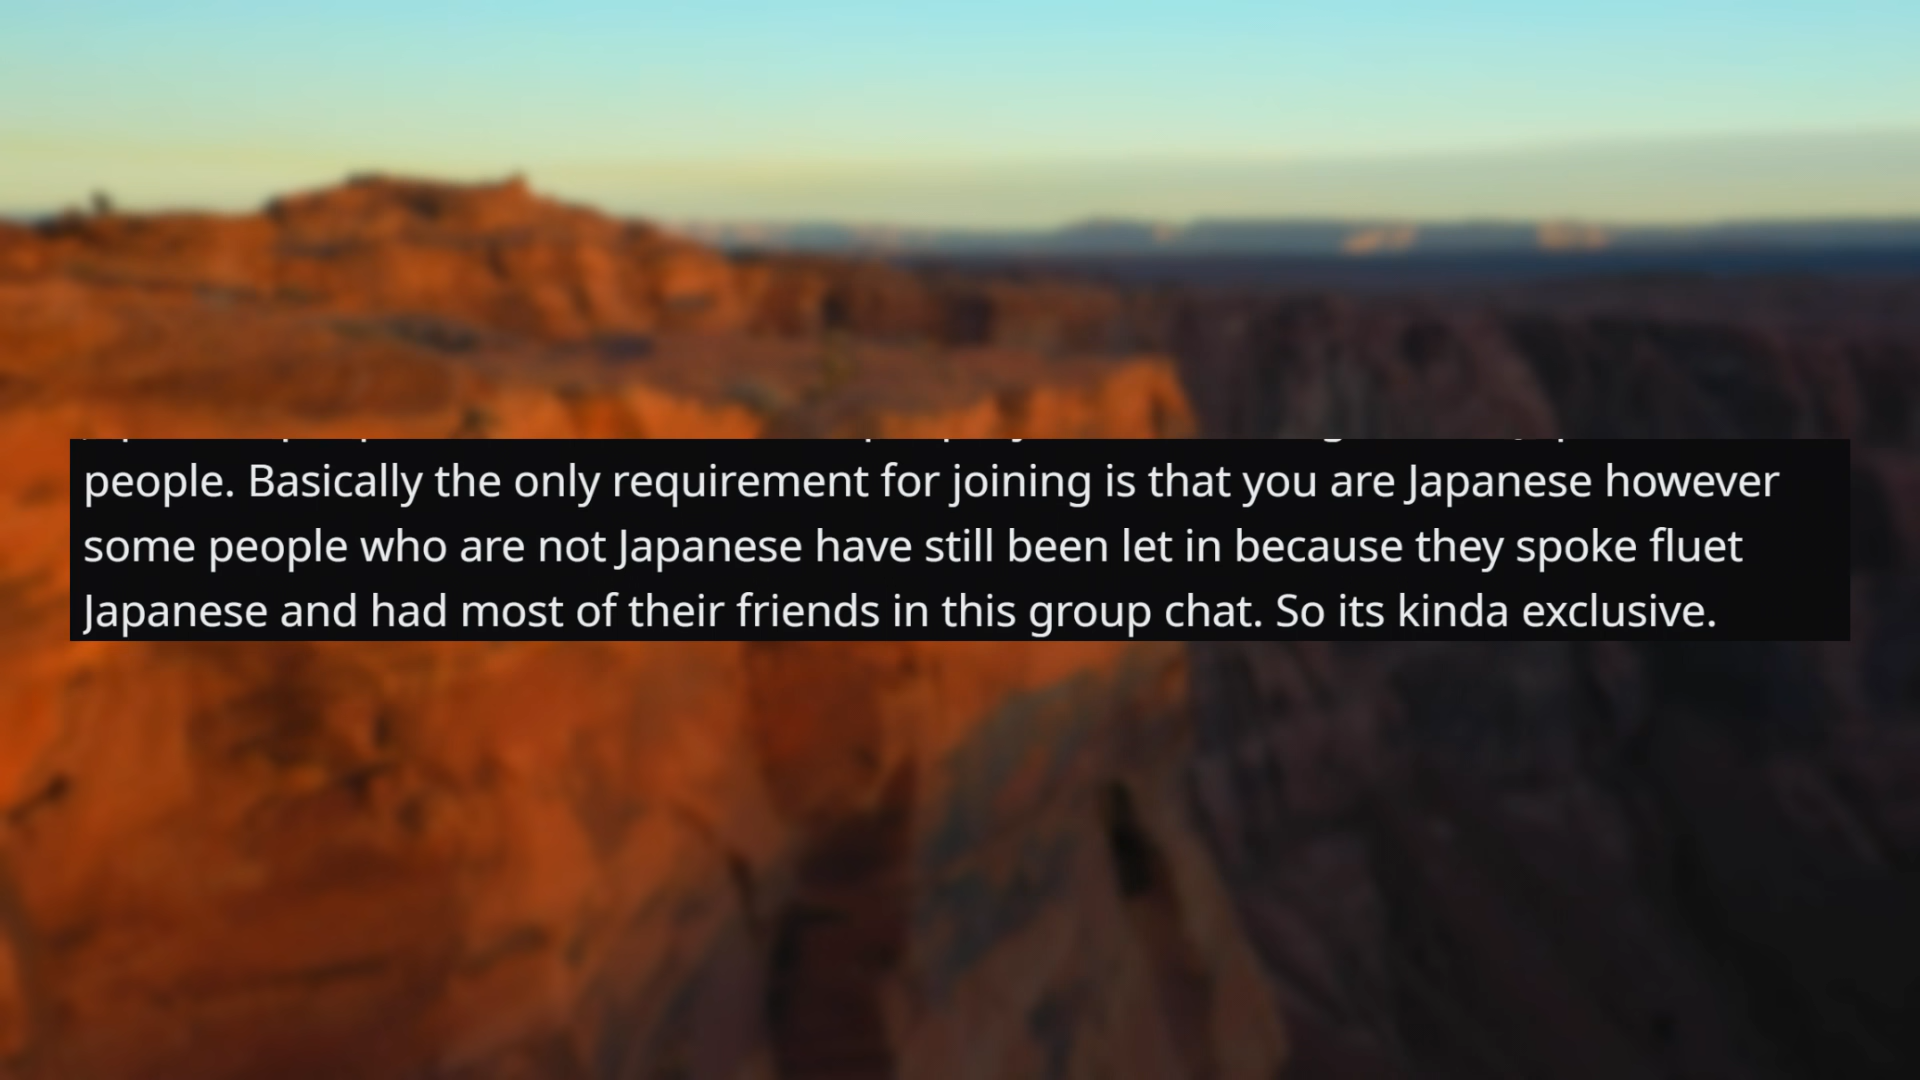 people. Basically the only requirement for joining is that you are Japanese however
some people who are not Japanese have still been let in because they spoke fluet
Japanese and had most of their friends in this group chat. So its kinda exclusive.